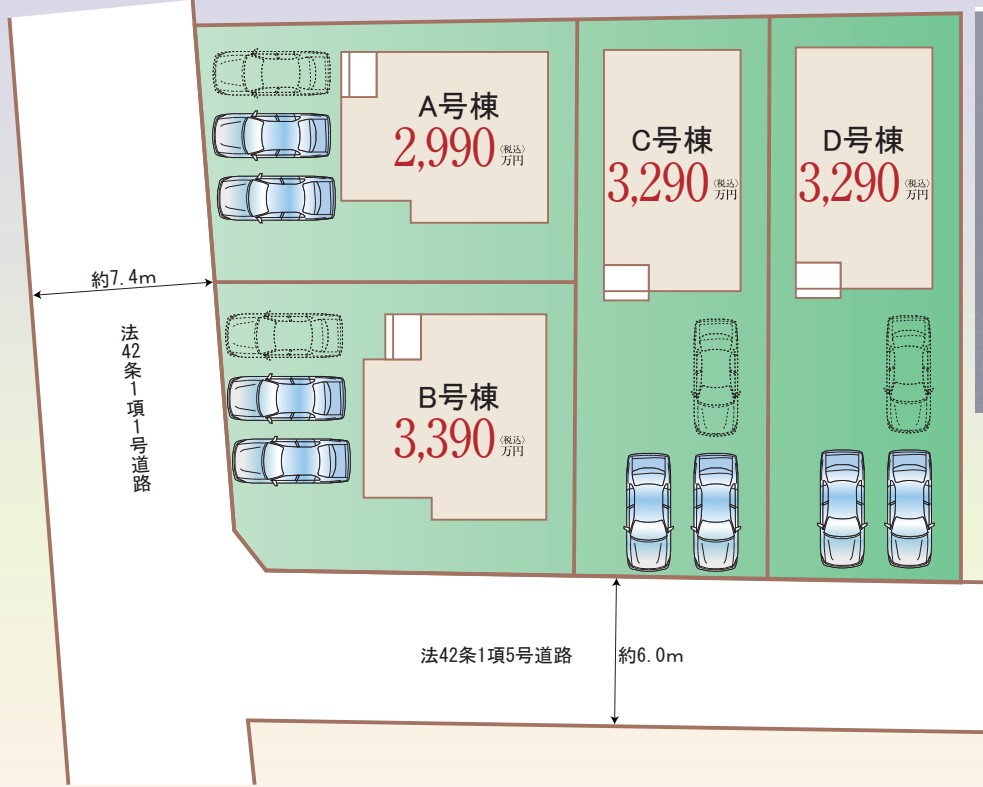 A号棟
2,990〈税込〉万円
C号棟
3,290〈税込〉万円
D号棟
3,290〈税込〉万円
約7.4m
法42条1項1号道路
B号棟
3,390〈税込〉万円
法42条1項5号道路
約6.0m